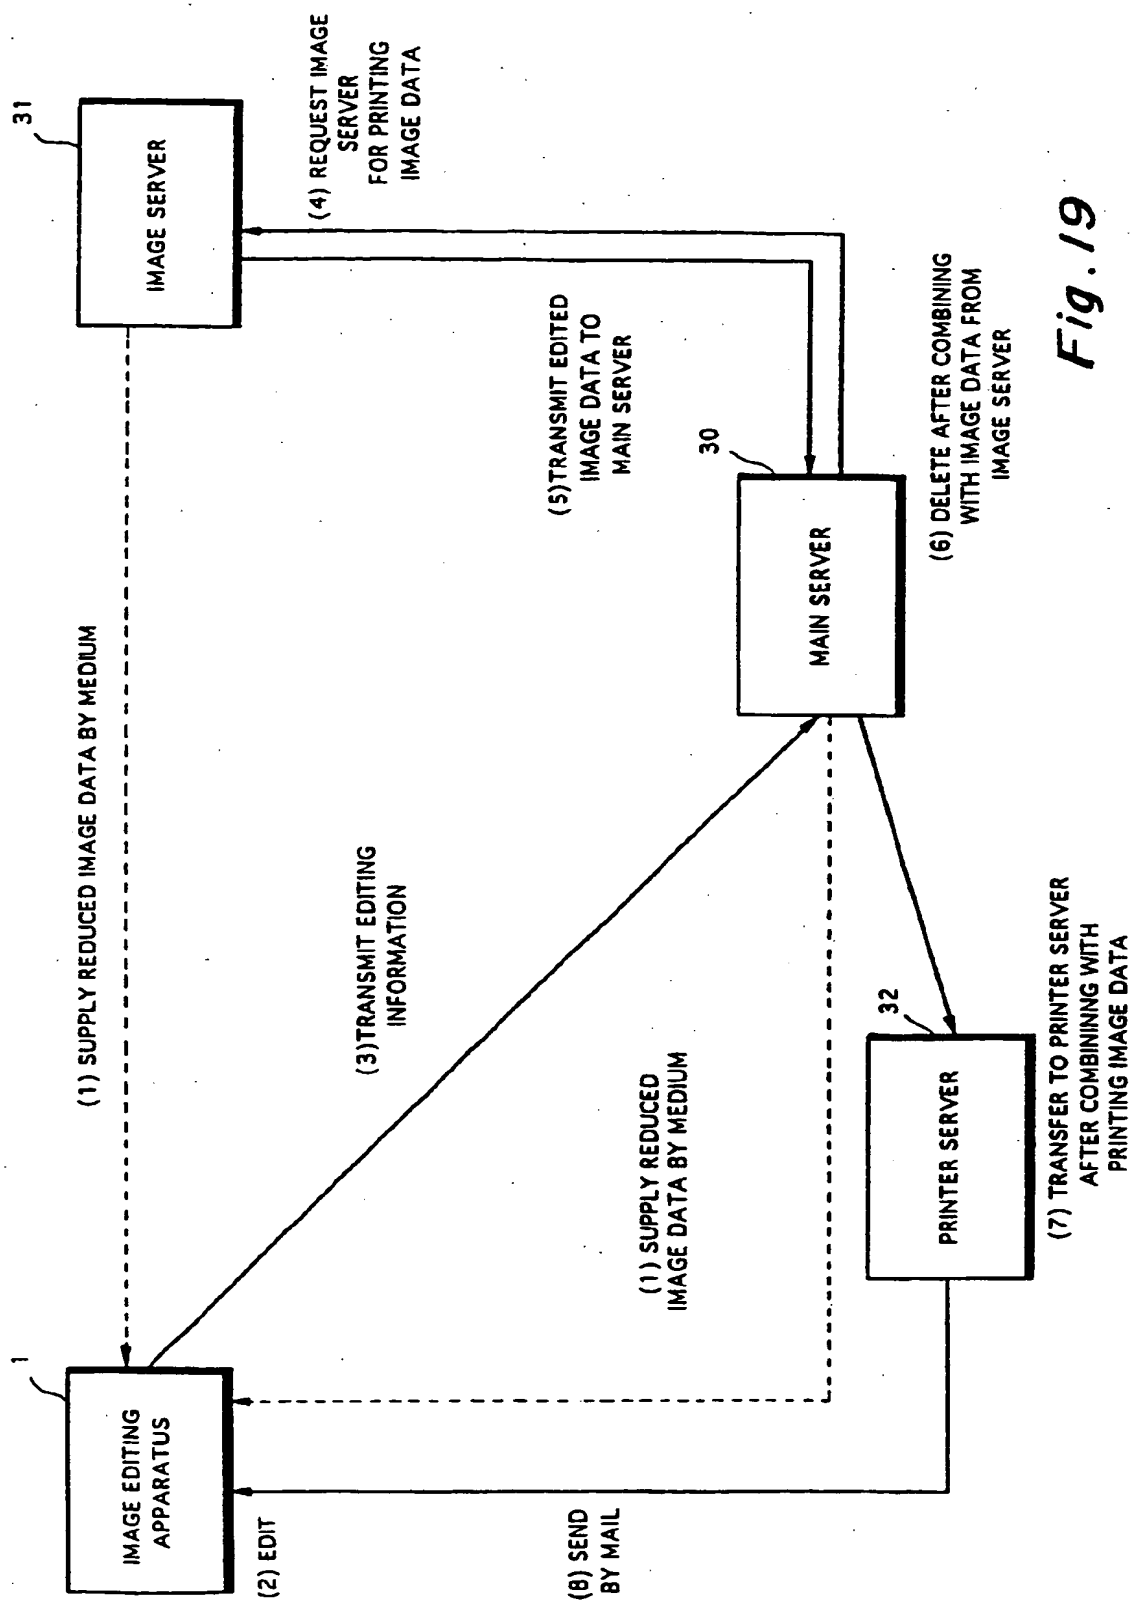 31
IMAGE SERVER
(1) SUPPLY REDUCED IMAGE DATA BY MEDIUM
1
IMAGE EDITING
APPARATUS
(2) EDIT
(4) REQUEST IMAGE
SERVER
FOR PRINTING
IMAGE DATA
(3)TRANSMIT EDITING
INFORMATION
(5)TRANSMIT EDITED
IMAGE DATA TO
MAIN SERVER
(1) SUPPLY REDUCED
IMAGE DATA BY MEDIUM
(8) SEND
BY MAIL
30
MAIN SERVER
(6) DELETE AFTER COMBINING
WITH IMAGE DATA FROM
IMAGE SERVER
32
PRINTER SERVER
(7) TRANSFER TO PRINTER SERVER
AFTER COMBININNG WITH
PRINTING IMAGE DATA
Fig. 19